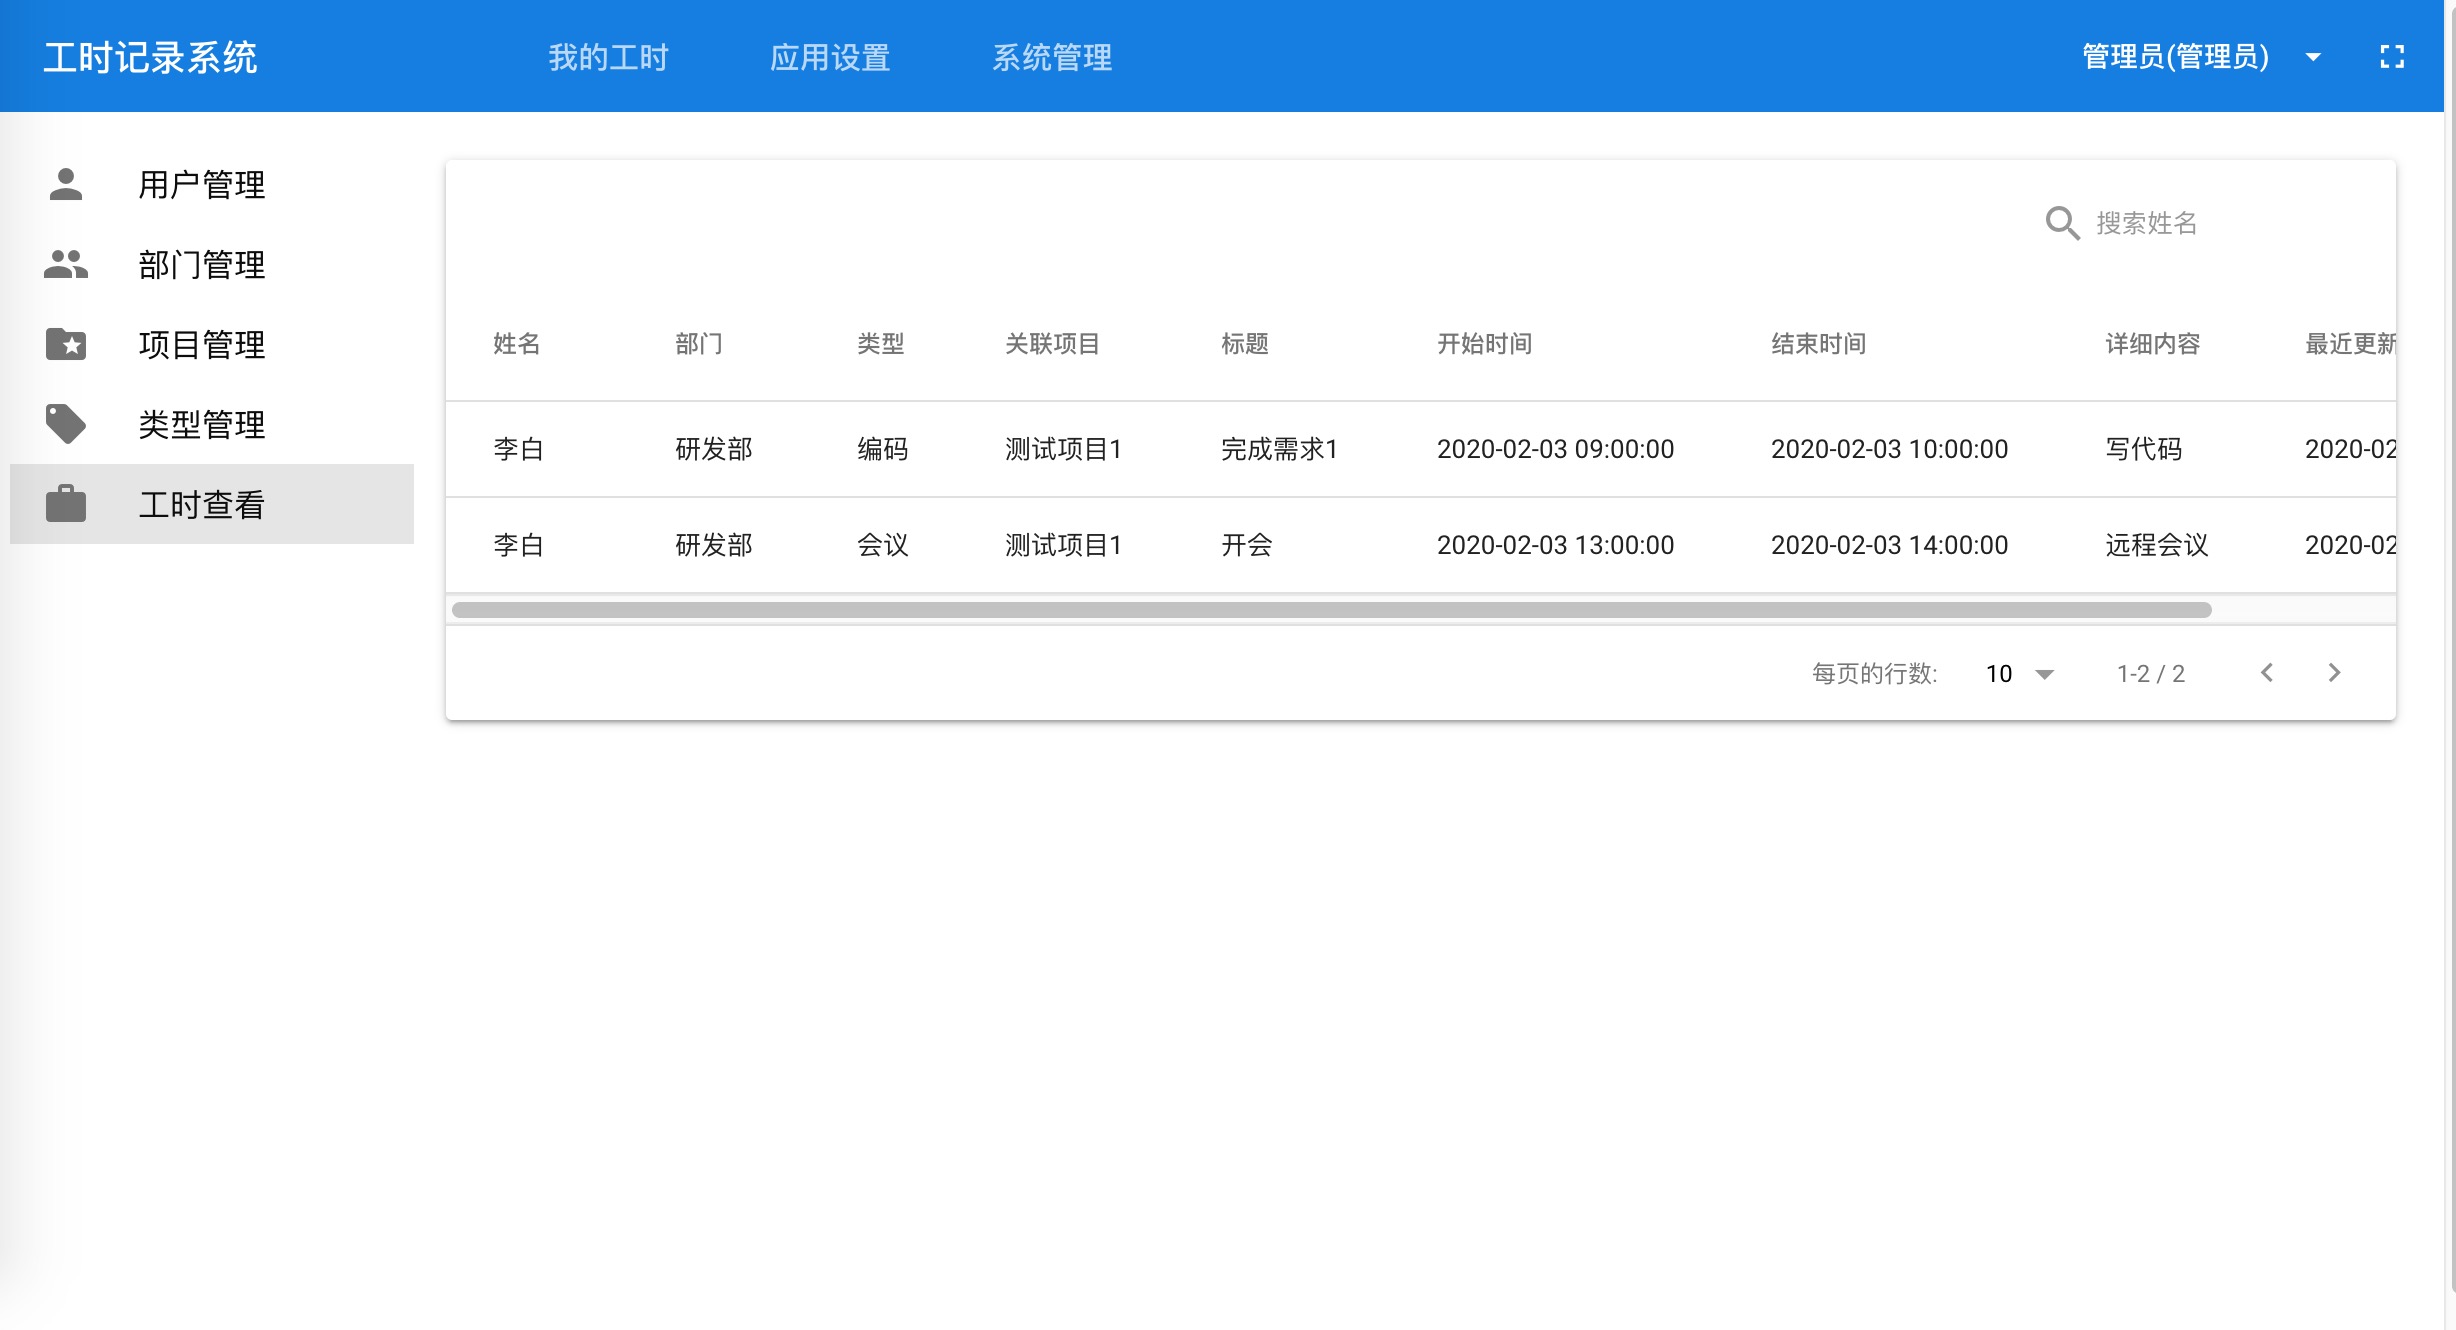 工时记录系统 我的工时 应用设置 系统管理 管理员(管理员)
用户管理
部门管理
项目管理
类型管理
工时查看
搜索姓名
姓名 部门 类型 关联项目 标题 开始时间 结束时间 详细内容 最近更新
李白 研发部 编码 测试项目1 完成需求1 2020-02-03 09:00:00 2020-02-03 10:00:00 写代码 2020-02
李白 研发部 会议 测试项目1 开会 2020-02-03 13:00:00 2020-02-03 14:00:00 远程会议 2020-02
每页的行数: 10 1-2 / 2